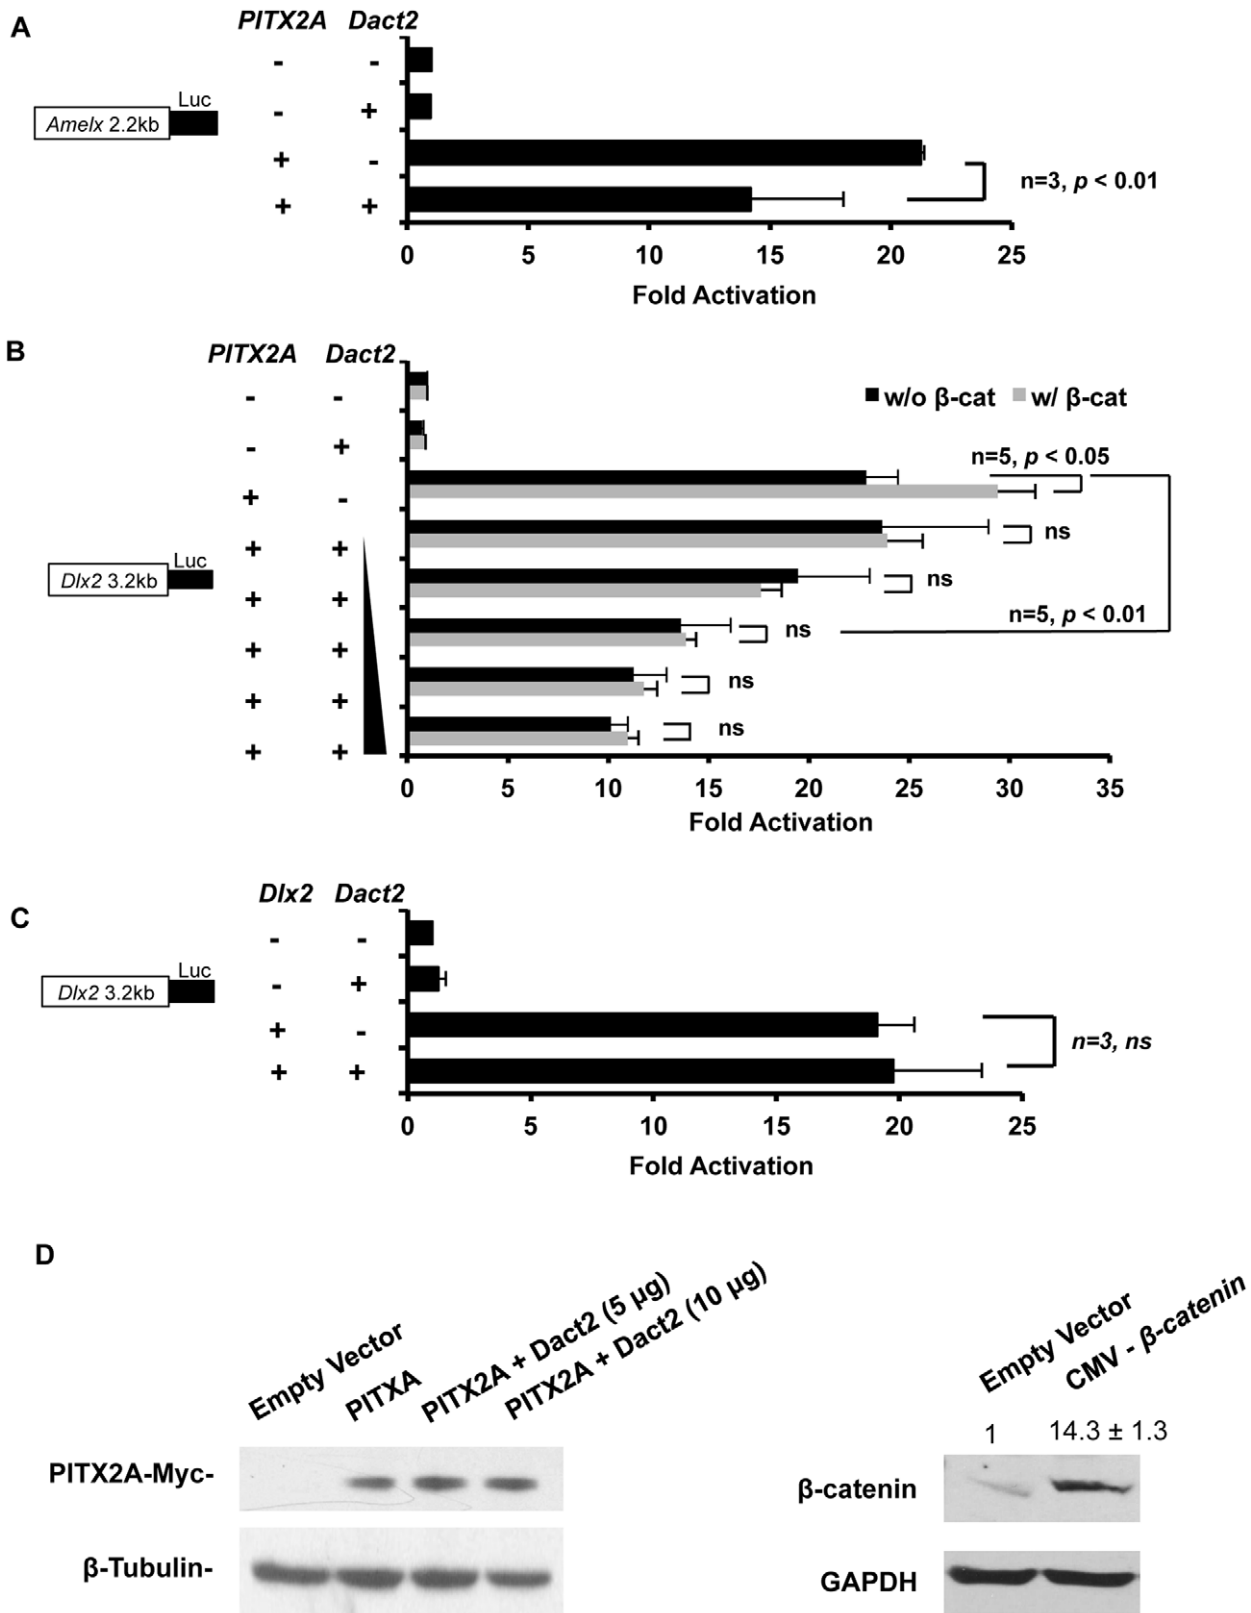 A
PITX2A Dact2
- -
Luc
- +
Amelx 2.2kb
+ -
n=3, p < 0.01
+ +
0 5 10 15 20 25
Fold Activation
B
PITX2A Dact2
w/o β-cat w/ β-cat
- -
- +
n=5, p < 0.05
+ -
+ + ns
Luc
Dlx2 3.2kb
+ + ns
n=5, p < 0.01
+ + ns
+ + ns
+ + ns
0 5 10 15 20 25 30 35
Fold Activation
C
Dlx2 Dact2
- -
Luc
- +
Dlx2 3.2kb
+ -
n=3, ns
+ +
0 5 10 15 20 25
Fold Activation
D
Empty Vector
PITXA
PITX2A + Dact2 (5 µg)
PITX2A + Dact2 (10 µg)
PITX2A-Myc-
β-Tubulin-
Empty Vector
CMV - β-catenin
1 14.3 ± 1.3
β-catenin
GAPDH